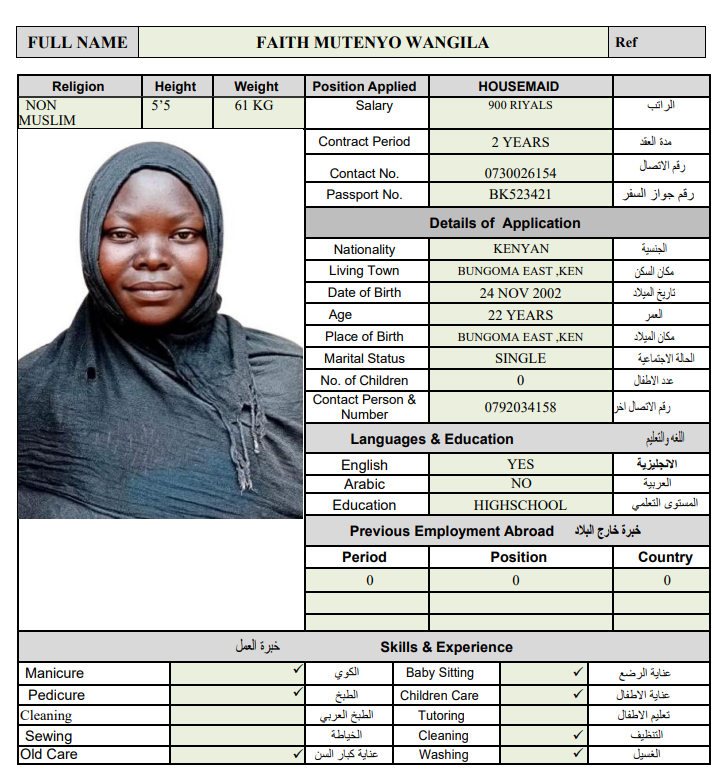 FULL NAME FAITH MUTENYO WANGILA Ref
Religion Height Weight Position Applied HOUSEMAID
NON MUSLIM 5’5 61 KG Salary 900 RIYALS الراتب
Contract Period 2 YEARS مدة العقد
Contact No. 0730026154 رقم الاتصال
Passport No. BK523421 رقم جواز السفر
Details of Application
Nationality KENYAN الجنسية
Living Town BUNGOMA EAST ,KEN مكان السكن
Date of Birth 24 NOV 2002 تاريخ الميلاد
Age 22 YEARS العمر
Place of Birth BUNGOMA EAST ,KEN مكان الميلاد
Marital Status SINGLE الحالة الاجتماعية
No. of Children 0 عدد الاطفال
Contact Person & Number 0792034158 رقم الاتصال اخر
Languages & Education اللغه والتعليم
English YES الانجليزية
Arabic NO العربية
Education HIGHSCHOOL المستوى التعلمي
Previous Employment Abroad خبرة خارج البلاد
Period Position Country
0 0 0
خبرة العمل Skills & Experience
Manicure ✓ الكوي Baby Sitting ✓ عناية الرضع
Pedicure ✓ الطبخ Children Care ✓ عناية الاطفال
Cleaning الطبخ العربي Tutoring تعليم الاطفال
Sewing الخياطة Cleaning ✓ التنظيف
Old Care ✓ عناية كبار السن Washing ✓ الغسيل